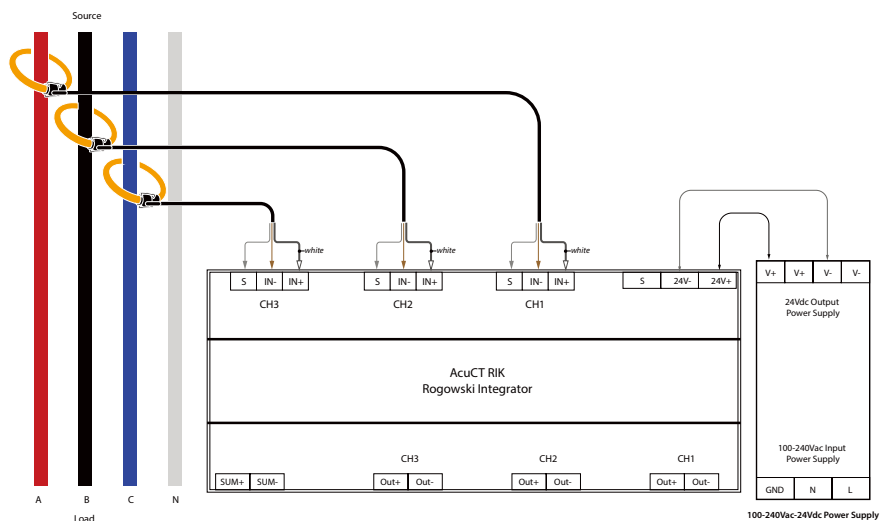 Source
white
white
white
S IN- IN+
S IN- IN+
S IN- IN+
S 24V- 24V+
V+ V+ V- V-
CH3
CH2
CH1
24Vdc Output
Power Supply
AcuCT RIK
Rogowski Integrator
100-240Vac Input
Power Supply
CH3
CH2
CH1
SUM+ SUM-
Out+ Out-
Out+ Out-
Out+ Out-
GND N L
A B C N
Load
100-240Vac-24Vdc Power Supply